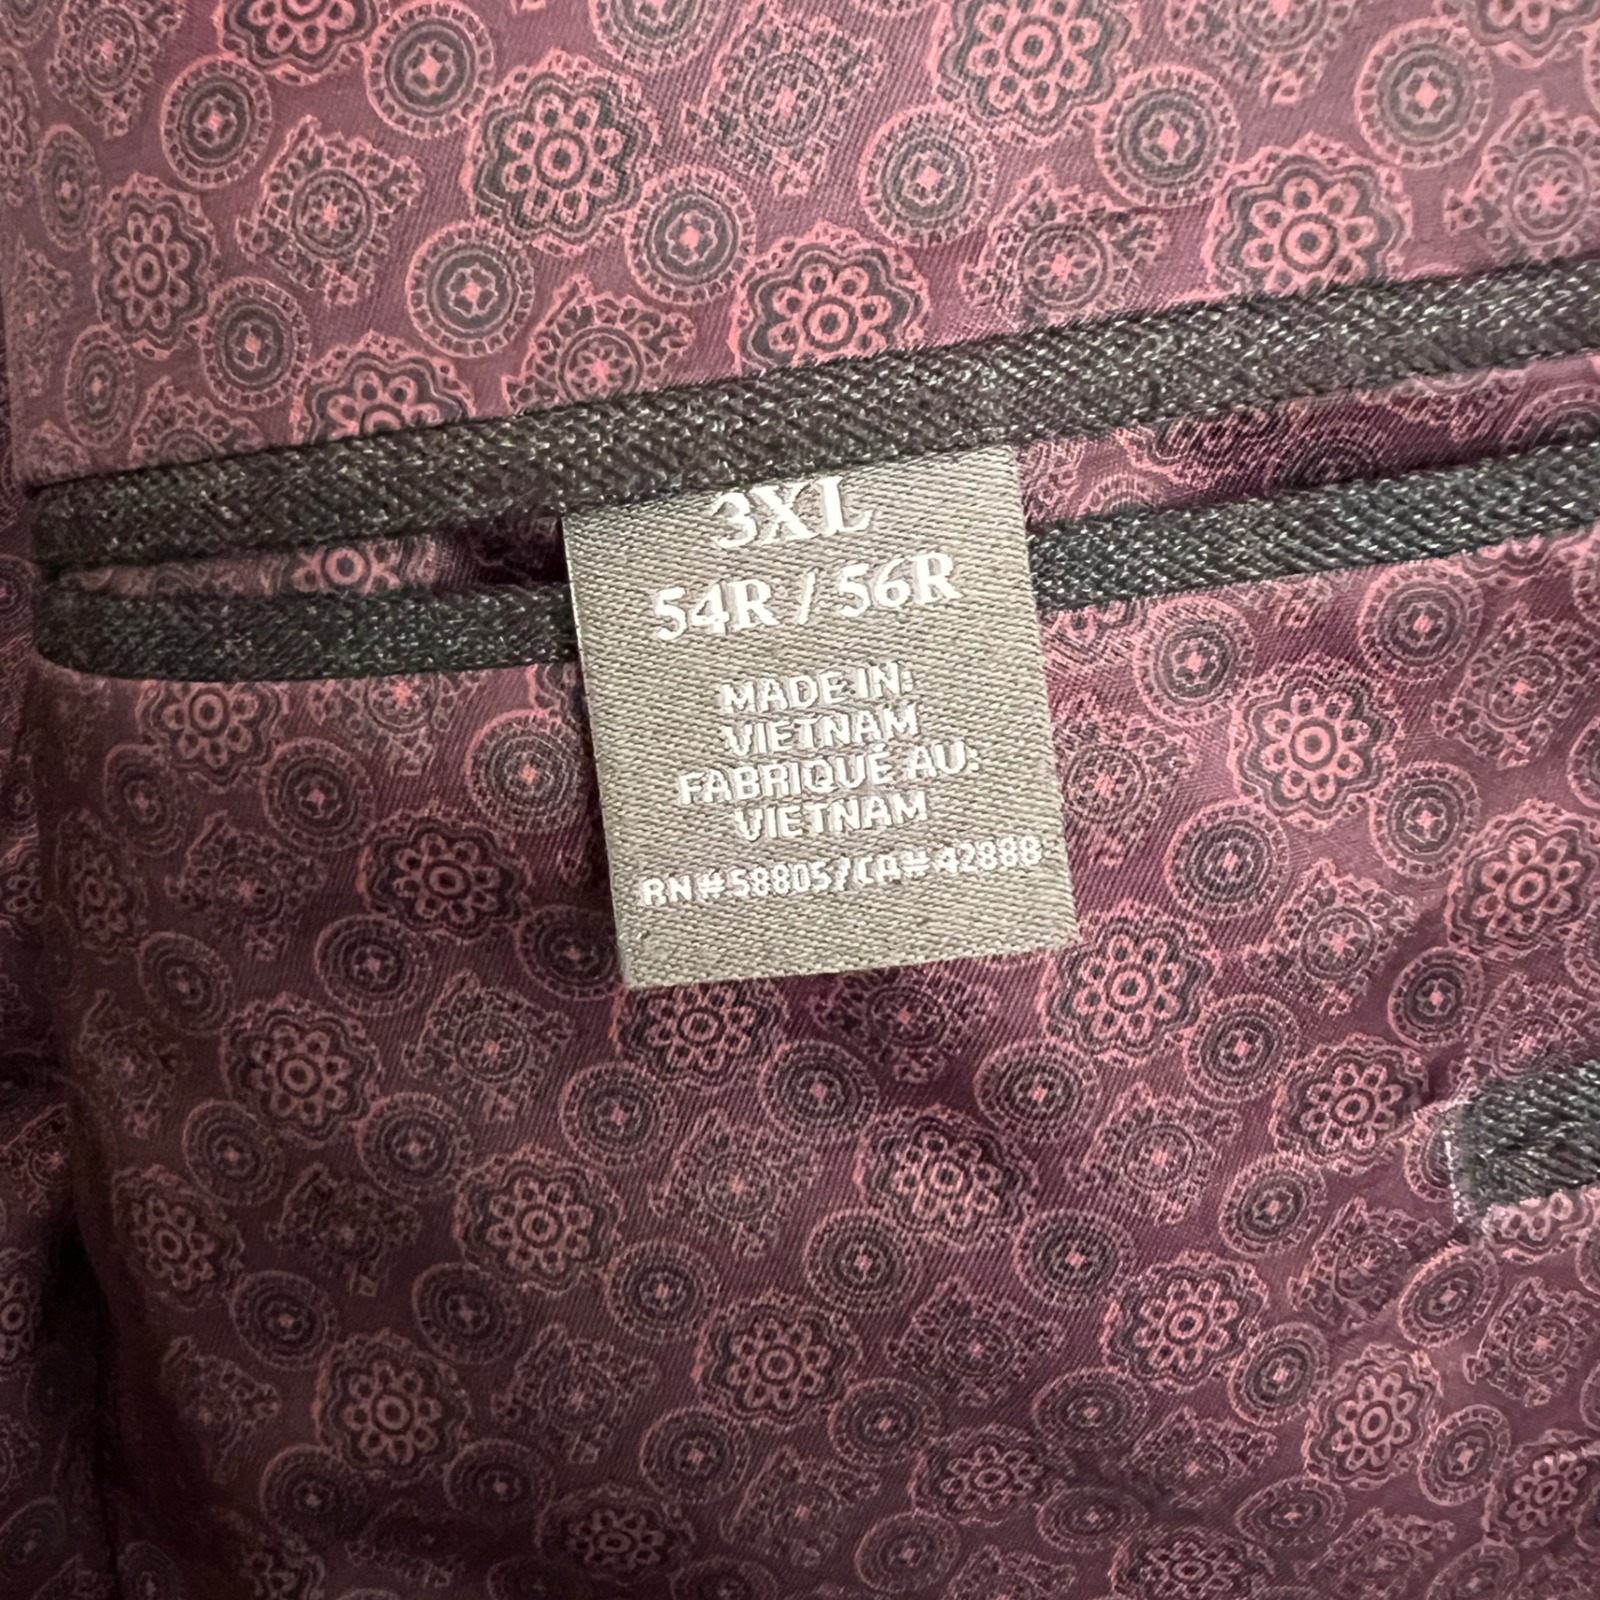 3XL
54R / 56R
MADE IN:
VIETNAM
FABRIQUÉ AU:
VIETNAM
RN#58805/CA#42888